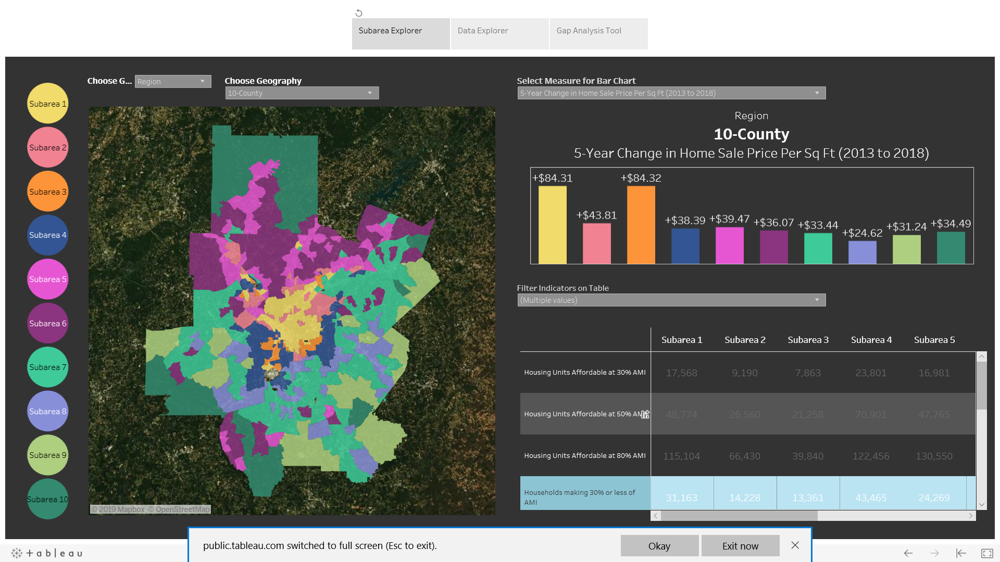 Subarea Explorer
Data Explorer
Gap Analysis Tool
Choose G...
Region
Choose Geography
10-County
Subarea 1
Subarea 2
Subarea 3
Subarea 4
Subarea 5
Subarea 6
Subarea 7
Subarea 8
Subarea 9
Subarea 10
© 2019 Mapbox © OpenStreetMap
Select Measure for Bar Chart
5-Year Change in Home Sale Price Per Sq Ft (2013 to 2018)
Region
10-County
5-Year Change in Home Sale Price Per Sq Ft (2013 to 2018)
+$84.31
+$43.81
+$84.32
+$38.39
+$39.47
+$36.07
+$33.44
+$24.62
+$31.24
+$34.49
Filter Indicators on Table
(Multiple values)
Subarea 1 Subarea 2 Subarea 3 Subarea 4 Subarea 5
Housing Units Affordable at 30% AMI 17,568 9,190 7,863 23,801 16,981
Housing Units Affordable at 50% AMI 48,774 26,560 21,258 70,901 47,765
Housing Units Affordable at 80% AMI 115,104 66,430 39,840 122,456 130,550
Households making 30% or less of
AMI
31,163 14,228 13,361 43,465 24,269
public.tableau.com switched to full screen (Esc to exit).
Okay
Exit now
tableau